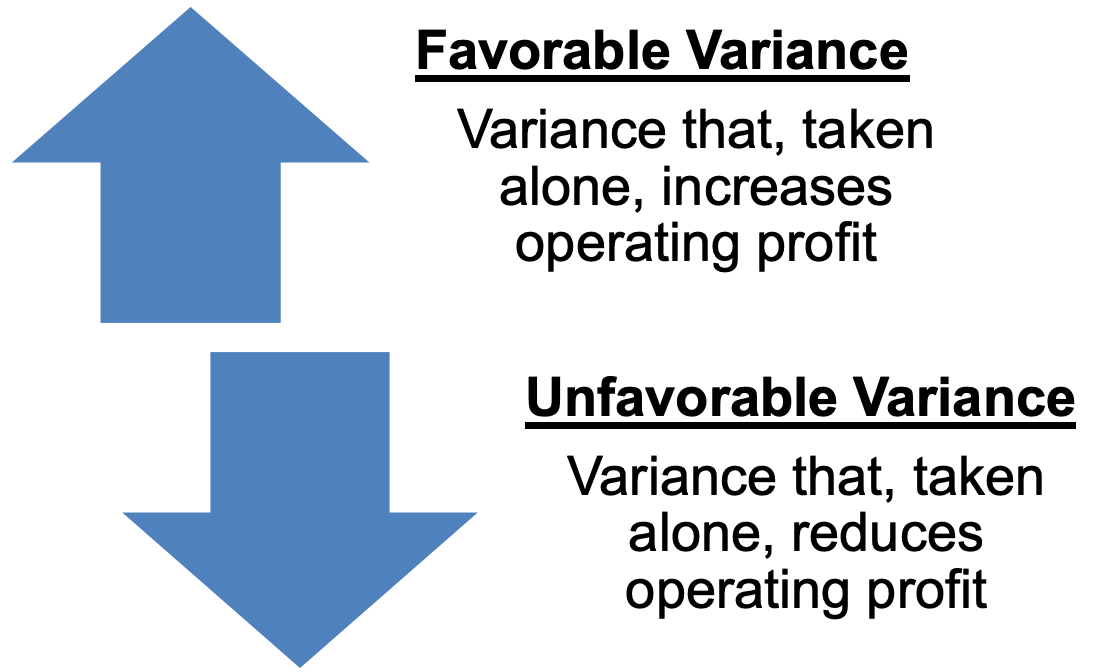 Favorable Variance
Variance that, taken
alone, increases
operating profit
Unfavorable Variance
Variance that, taken
alone, reduces
operating profit